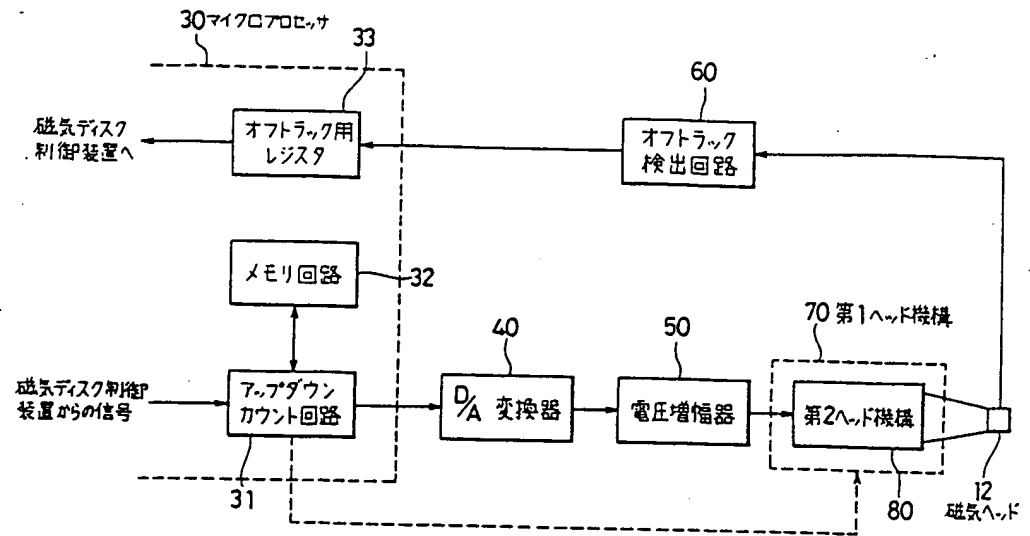 30 マイクロプロセッサ
33
60
磁気ディスク
制御装置へ
オフトラック用
レジスタ
オフトラック
検出回路
メモリ回路
32
70 第1ヘッド機構
40
50
磁気ディスク制御
装置からの信号
アップダウン
カウント回路
D/A 変換器
電圧増幅器
第2ヘッド機構
31
80
12
磁気ヘッド